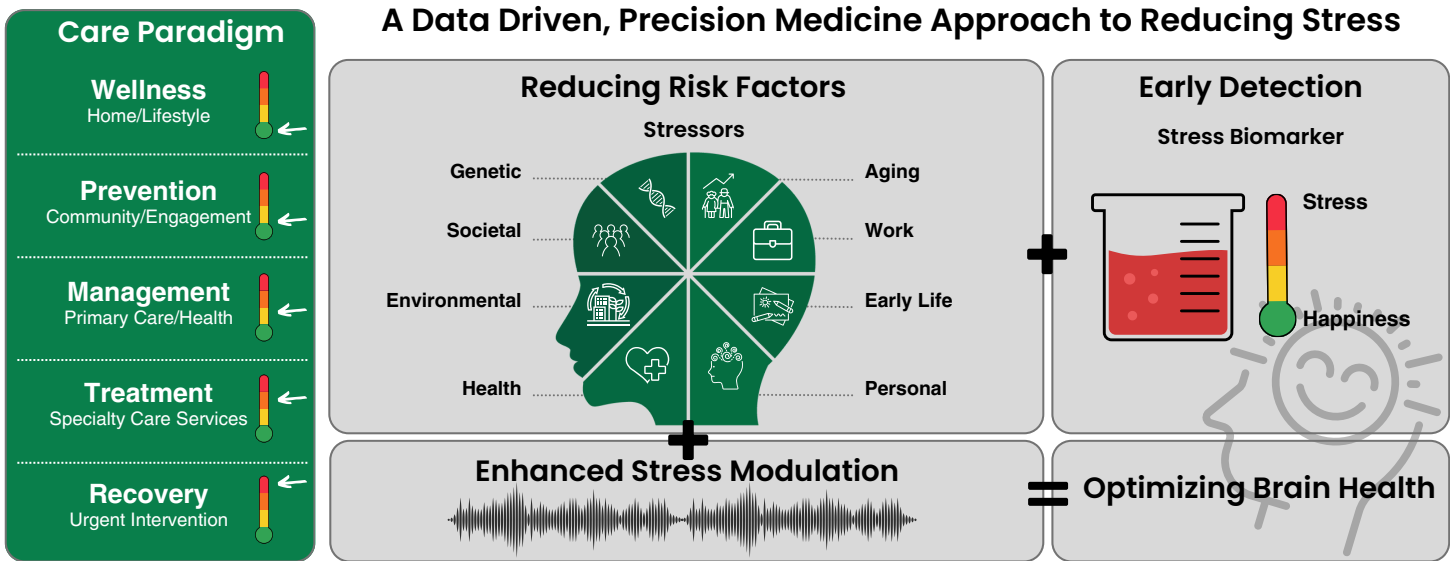 Care Paradigm
Wellness
Home/Lifestyle
Prevention
Community/Engagement
Management
Primary Care/Health
Treatment
Specialty Care Services
Recovery
Urgent Intervention
A Data Driven, Precision Medicine Approach to Reducing Stress
Reducing Risk Factors
Stressors
Genetic
Societal
Environmental
Health
Aging
Work
Early Life
Personal
+
Early Detection
Stress Biomarker
Stress
Happiness
+
Enhanced Stress Modulation
=
Optimizing Brain Health